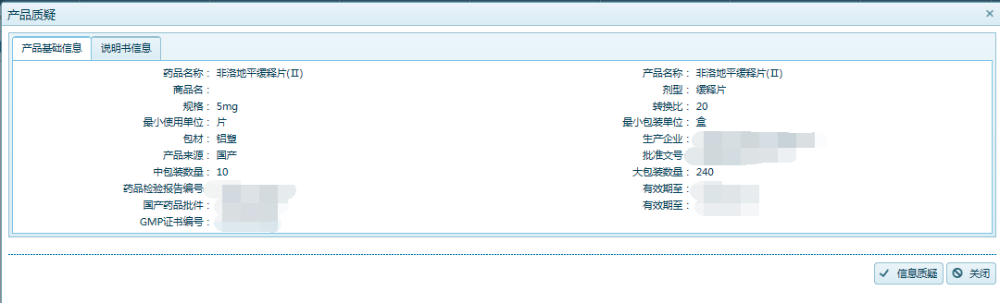 产品质疑
产品基础信息 说明书信息
药品名称： 非洛地平缓释片(II) 产品名称： 非洛地平缓释片(II)
商品名： 剂型： 缓释片
规格： 5mg 转换比： 20
最小使用单位： 片 最小包装单位： 盒
包材： 铝塑 生产企业：
产品来源： 国产 批准文号
中包装数量： 10 大包装数量： 240
药品检验报告编号 有效期至：
国产药品批件： 有效期至：
GMP证书编号：
信息质疑 关闭